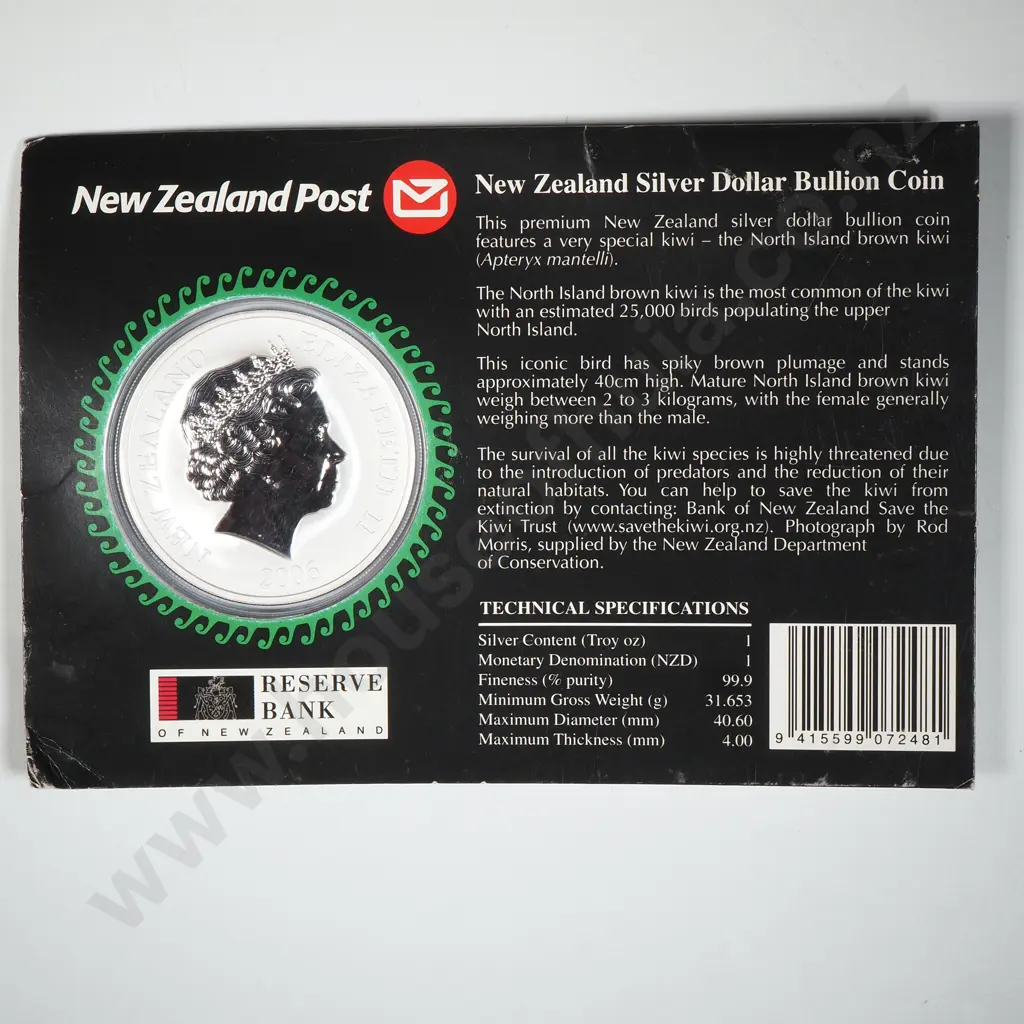 New Zealand Post
New Zealand Silver Dollar Bullion Coin
This premium New Zealand silver dollar bullion coin
features a very special kiwi – the North Island brown kiwi
(Apteryx mantelli).
The North Island brown kiwi is the most common of the kiwi
with an estimated 25,000 birds populating the upper
North Island.
This iconic bird has spiky brown plumage and stands
approximately 40cm high. Mature North Island brown kiwi
weigh between 2 to 3 kilograms, with the female generally
weighing more than the male.
The survival of all the kiwi species is highly threatened due
to the introduction of predators and the reduction of their
natural habitats. You can help to save the kiwi from
extinction by contacting: Bank of New Zealand Save the
Kiwi Trust (www.savethekiwi.org.nz). Photograph by Rod
Morris, supplied by the New Zealand Department
of Conservation.
TECHNICAL SPECIFICATIONS
Silver Content (Troy oz) 1
Monetary Denomination (NZD) 1
Fineness (% purity) 99.9
Minimum Gross Weight (g) 31.653
Maximum Diameter (mm) 40.60
Maximum Thickness (mm) 4.00
9 415599 072481
NEW ZEALAND
ELIZABETH II
2006
RESERVE
BANK
OF NEW ZEALAND